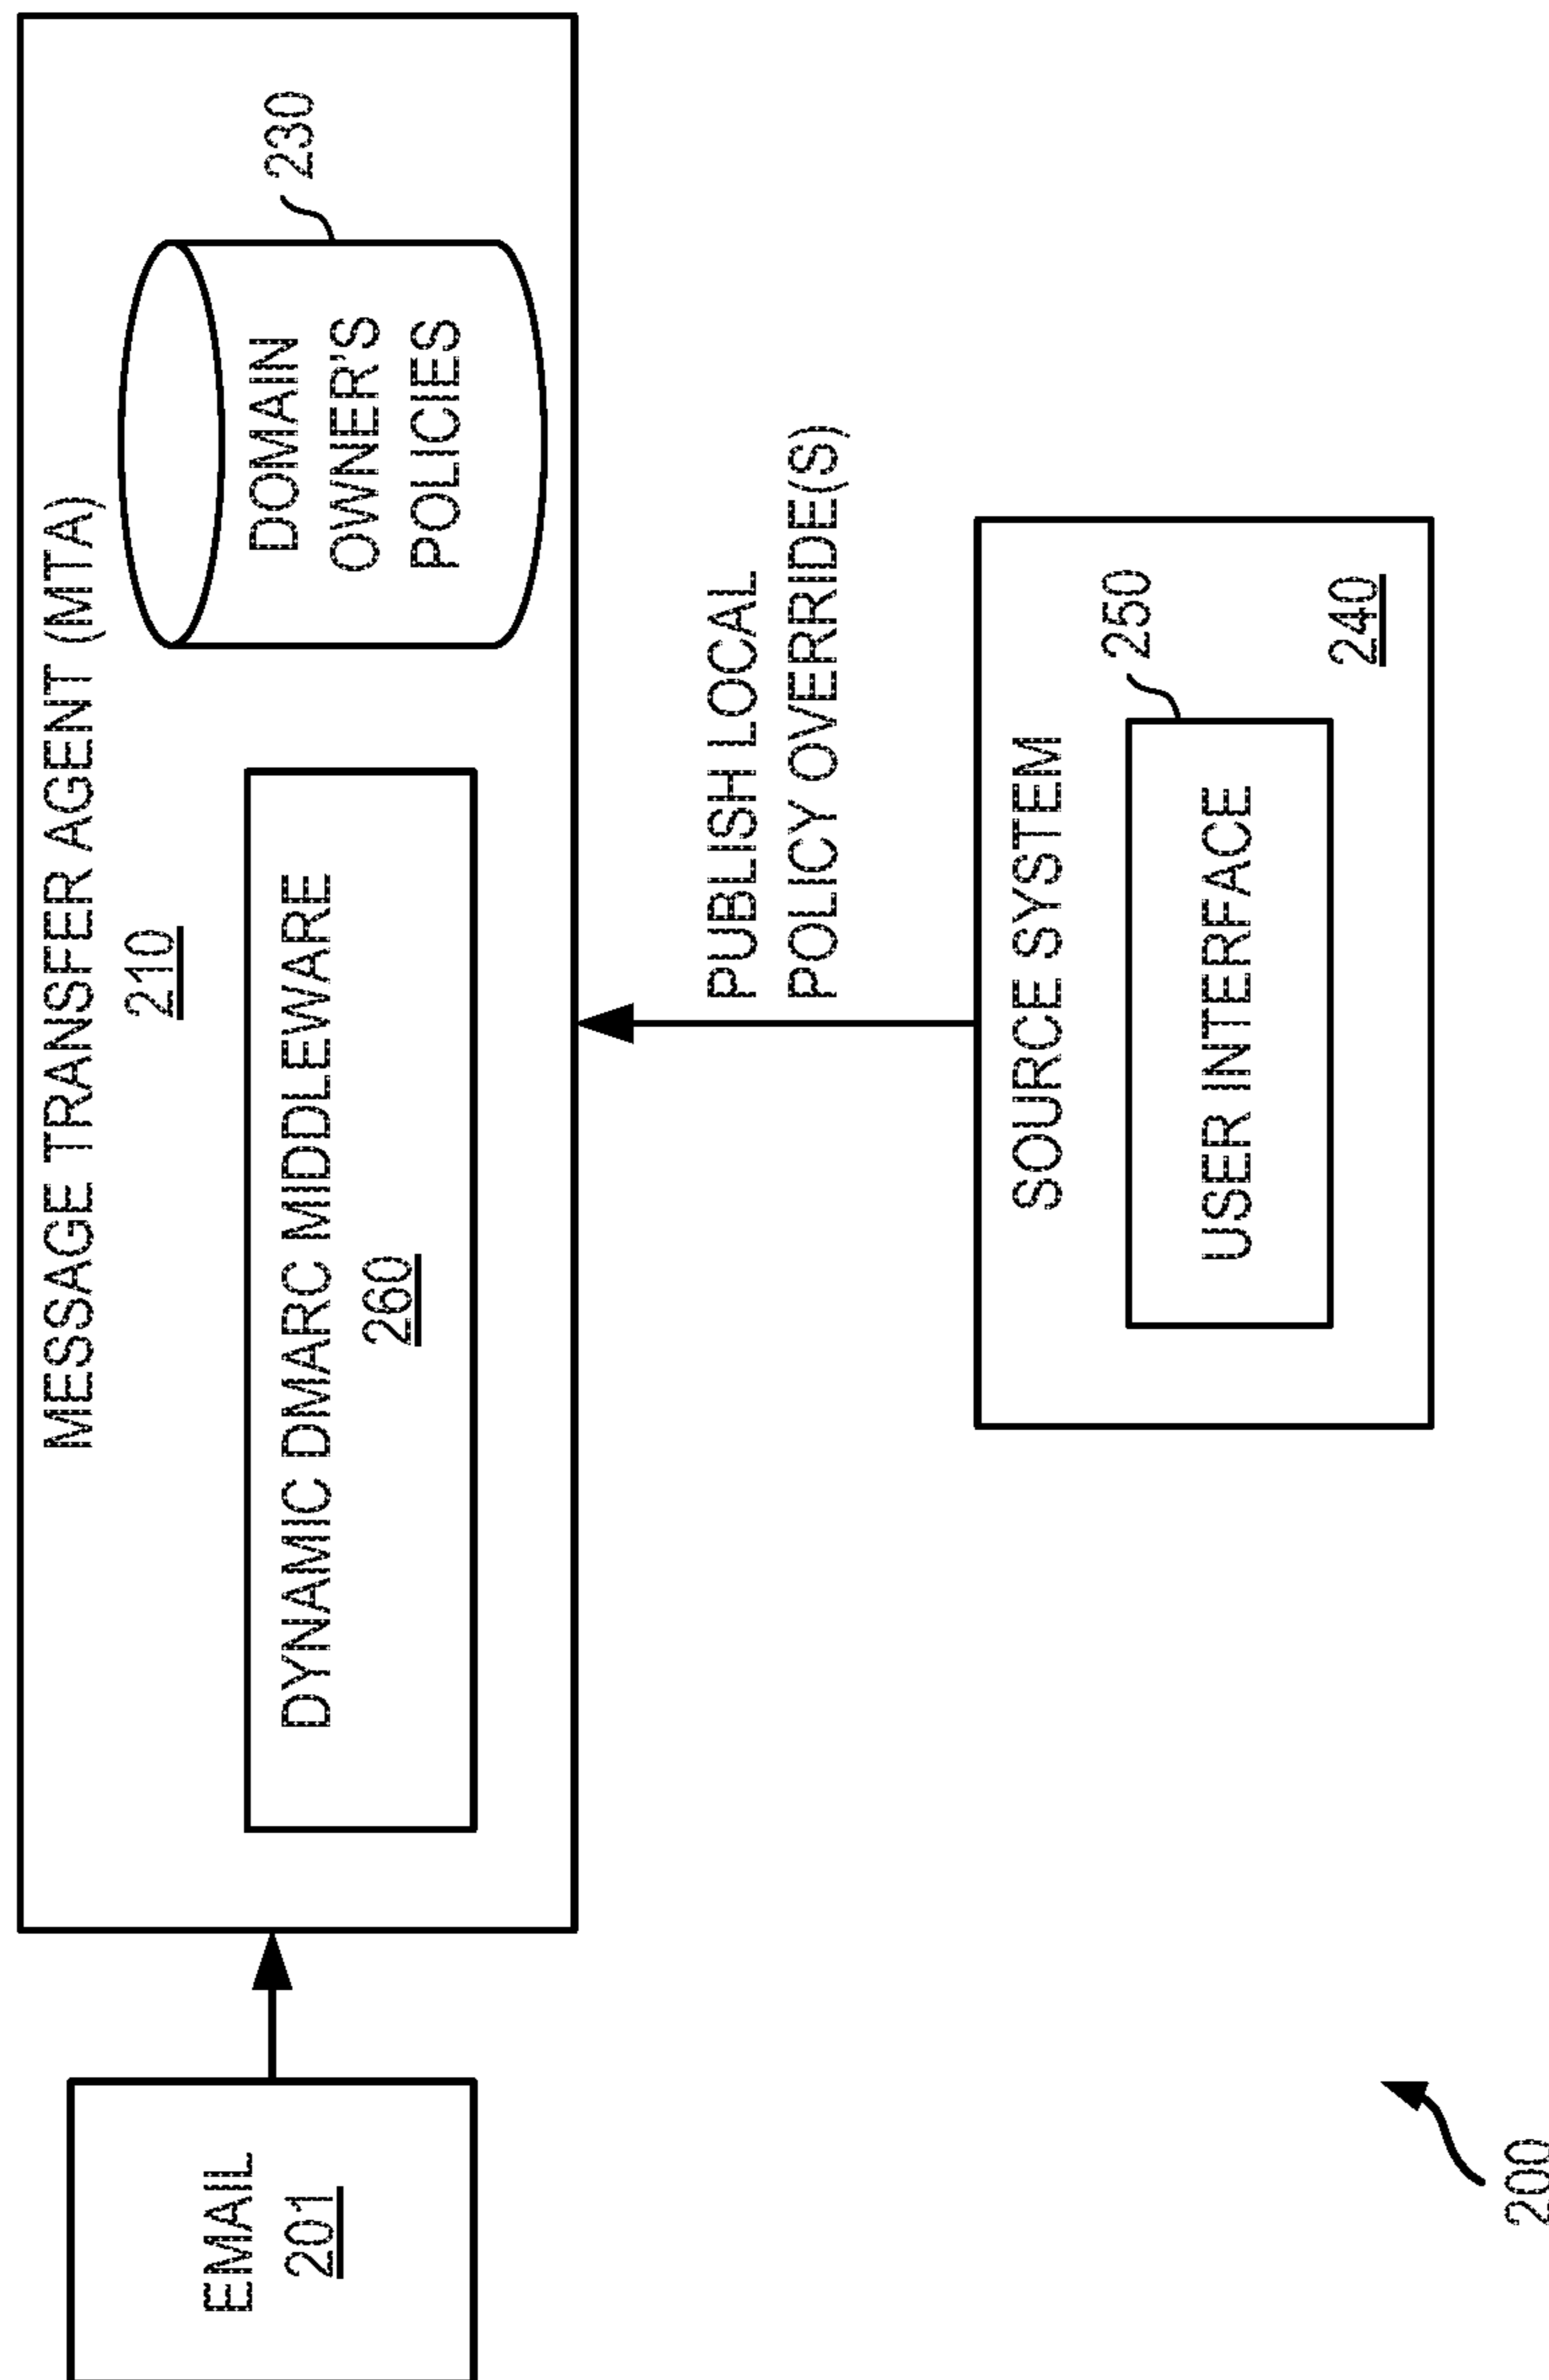 MESSAGE TRANSFER AGENT (MTA)
210
EMAIL
201
DYNAMIC DMARC MIDDLEWARE
260
DOMAIN
OWNER'S
POLICIES
230
PUBLISH LOCAL
POLICY OVERRIDE(S)
SOURCE SYSTEM
250
USER INTERFACE
240
200